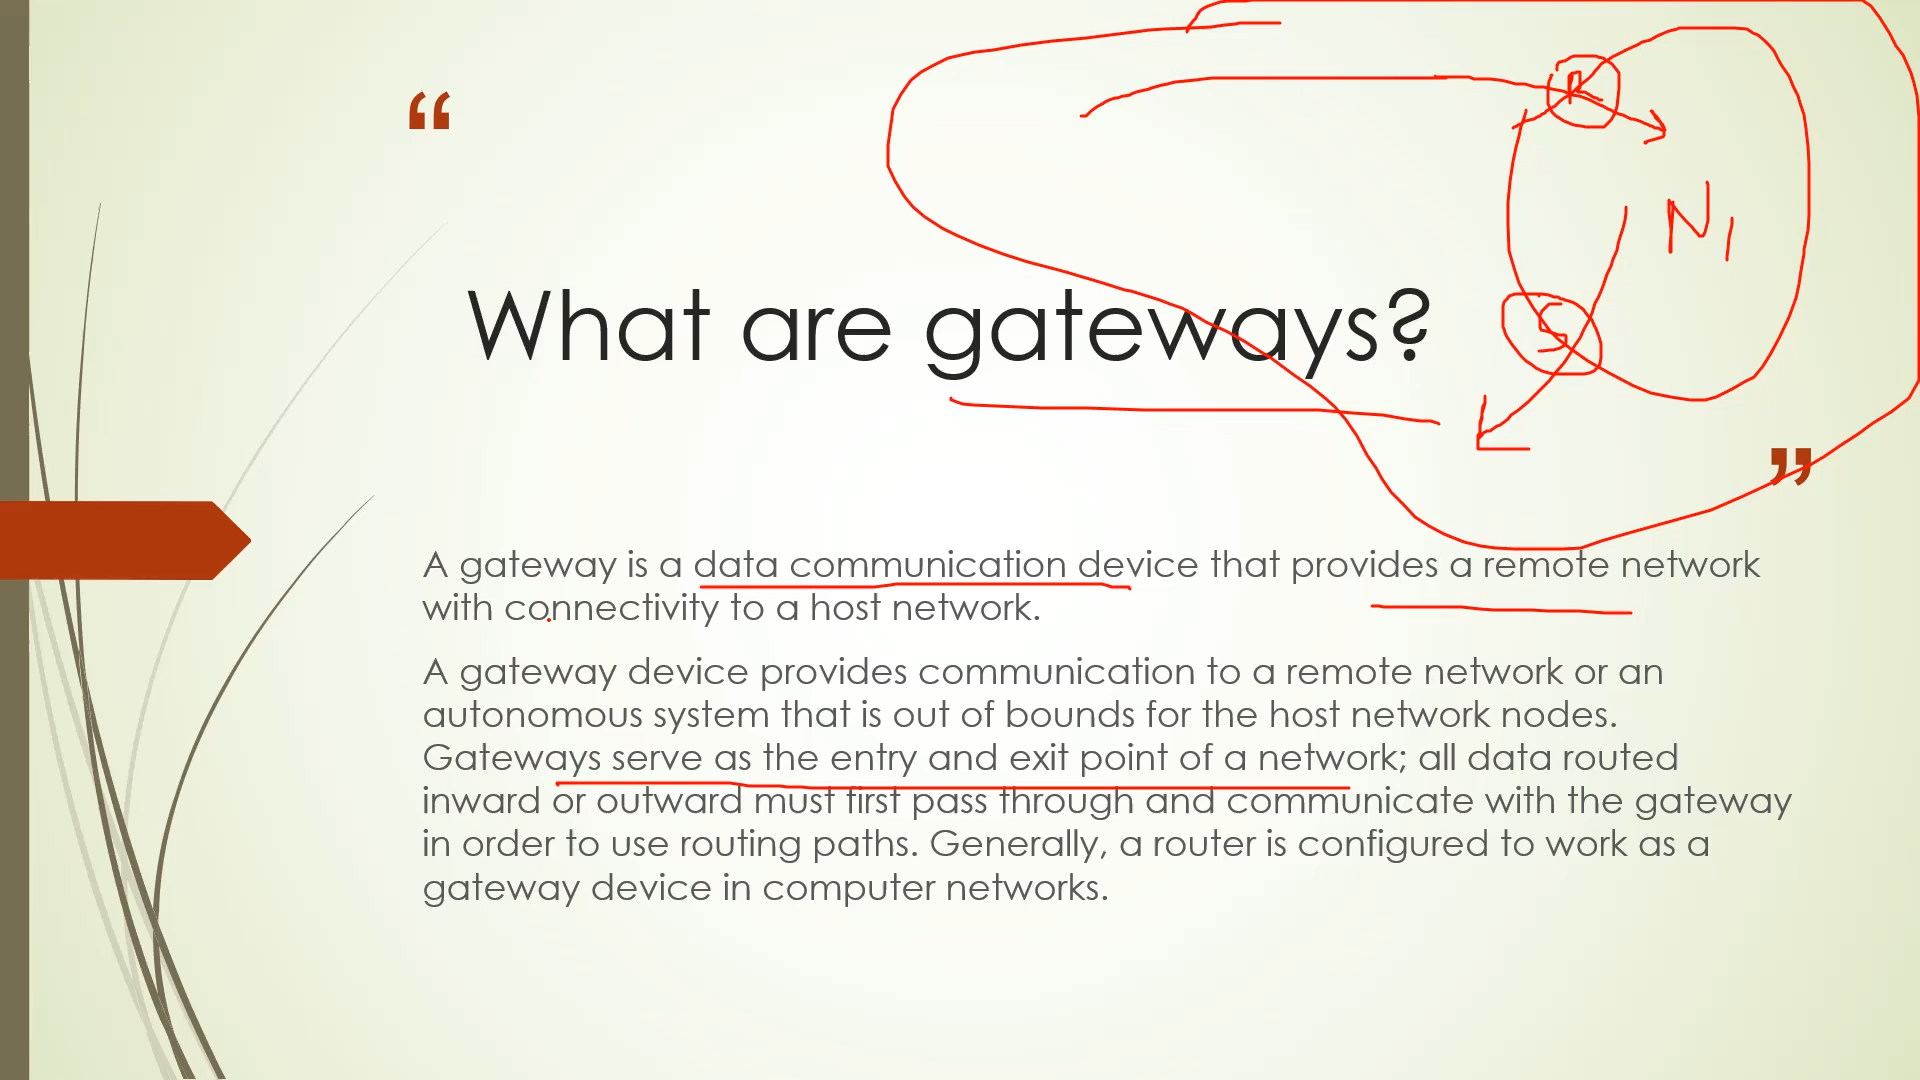 “
R
N1
What are gateways?
”
A gateway is a data communication device that provides a remote network
with connectivity to a host network.
A gateway device provides communication to a remote network or an
autonomous system that is out of bounds for the host network nodes.
Gateways serve as the entry and exit point of a network; all data routed
inward or outward must first pass through and communicate with the gateway
in order to use routing paths. Generally, a router is configured to work as a
gateway device in computer networks.